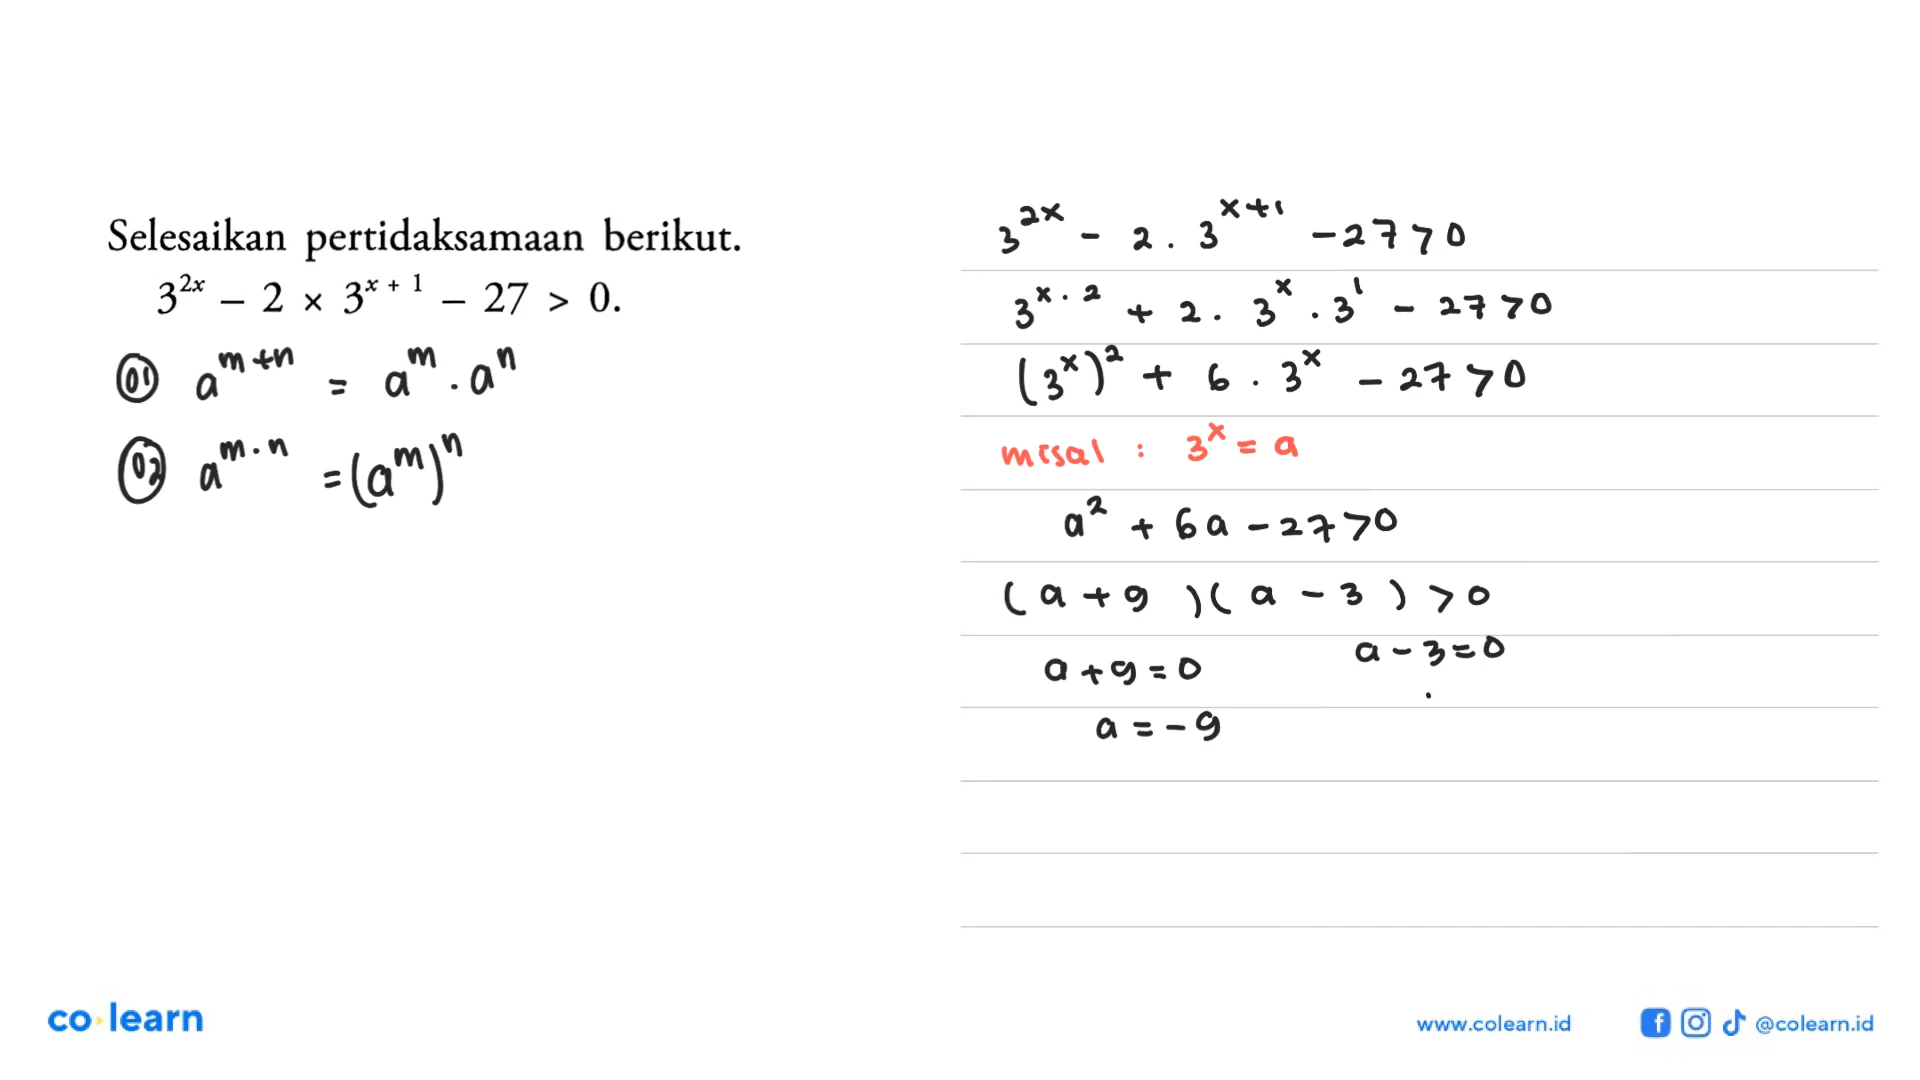 Selesaikan pertidaksamaan berikut.
3^{2x} – 2 × 3^{x + 1} – 27 > 0.
01 a^{m+n} = a^m . a^n
02 a^{m.n} = (a^m)^n
3^{2x} - 2 . 3^{x+1} - 27 > 0
3^{x . 2} + 2 . 3^x . 3^1 - 27 > 0
(3^x)^2 + 6 . 3^x - 27 > 0
misal : 3^x = a
a^2 + 6a - 27 > 0
(a + 9)(a - 3) > 0
a + 9 = 0 a - 3 = 0
a = -9
co learn
www.colearn.id @colearn.id